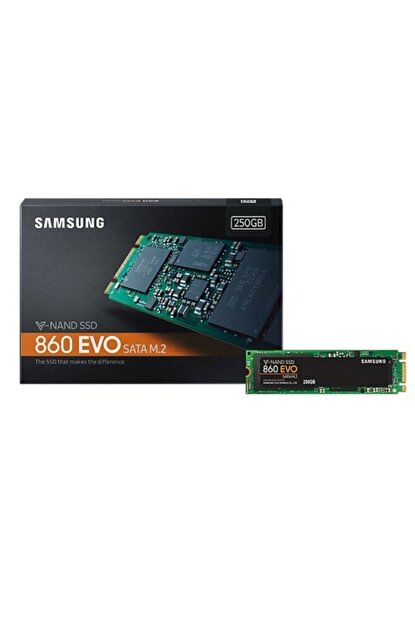 SAMSUNG
250GB
V-NAND SSD
860 EVO SATA M.2
The SSD that makes the difference
V-NAND SSD
860 EVO
SATA M.2
250GB
SAMSUNG